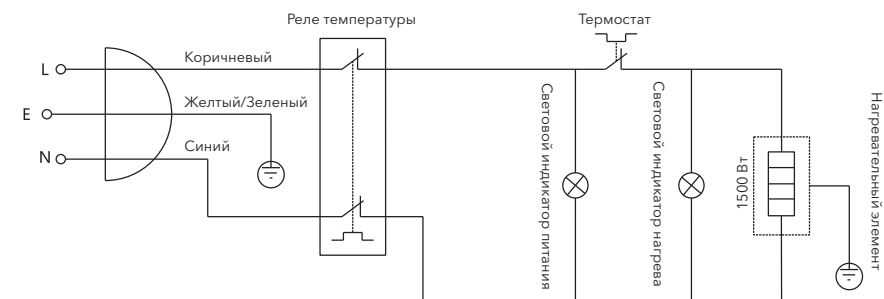 Реле температуры
Термостат
L
Коричневый
E
Желтый/Зеленый
N
Синий
Световой индикатор питания
Световой индикатор нагрева
1500 Вт
Нагревательный элемент